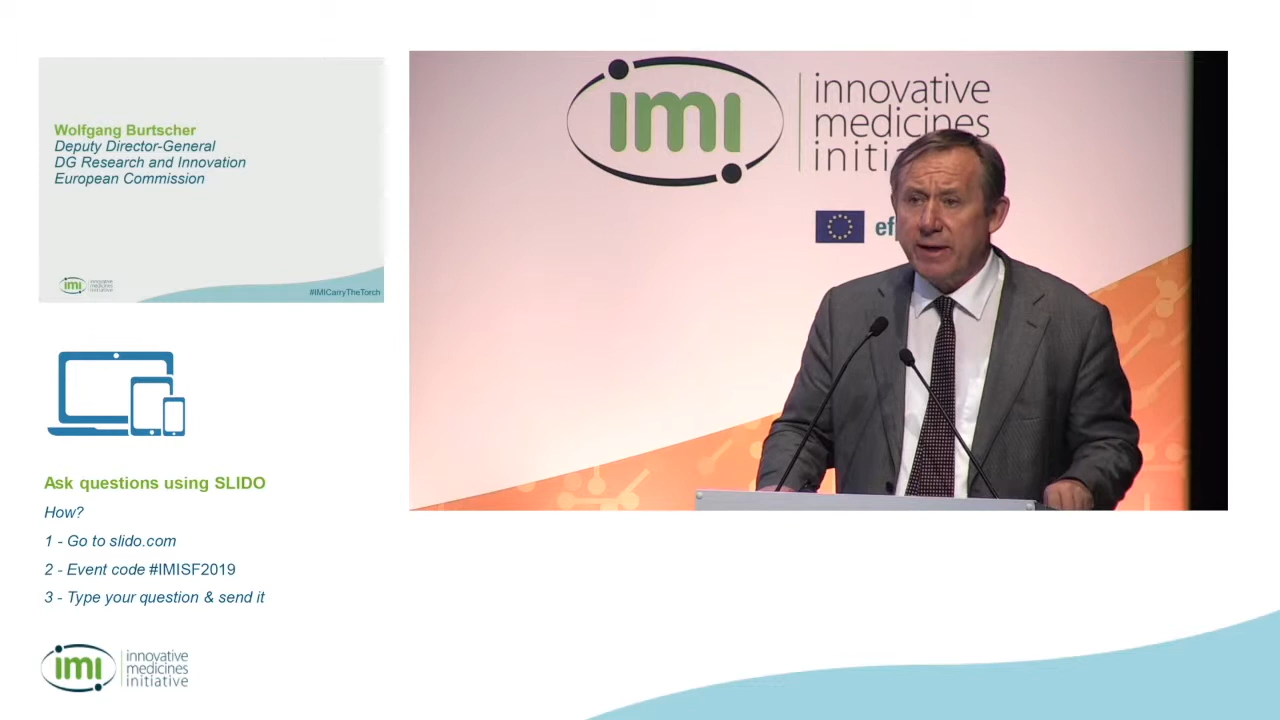 Wolfgang Burtscher
Deputy Director-General
DG Research and Innovation
European Commission
imi
innovative
medicines
initiative
#IMICarryTheTorch
Ask questions using SLIDO
How?
1 - Go to slido.com
2 - Event code #IMISF2019
3 - Type your question & send it
imi
innovative
medicines
initiative
imi
innovative
medicines